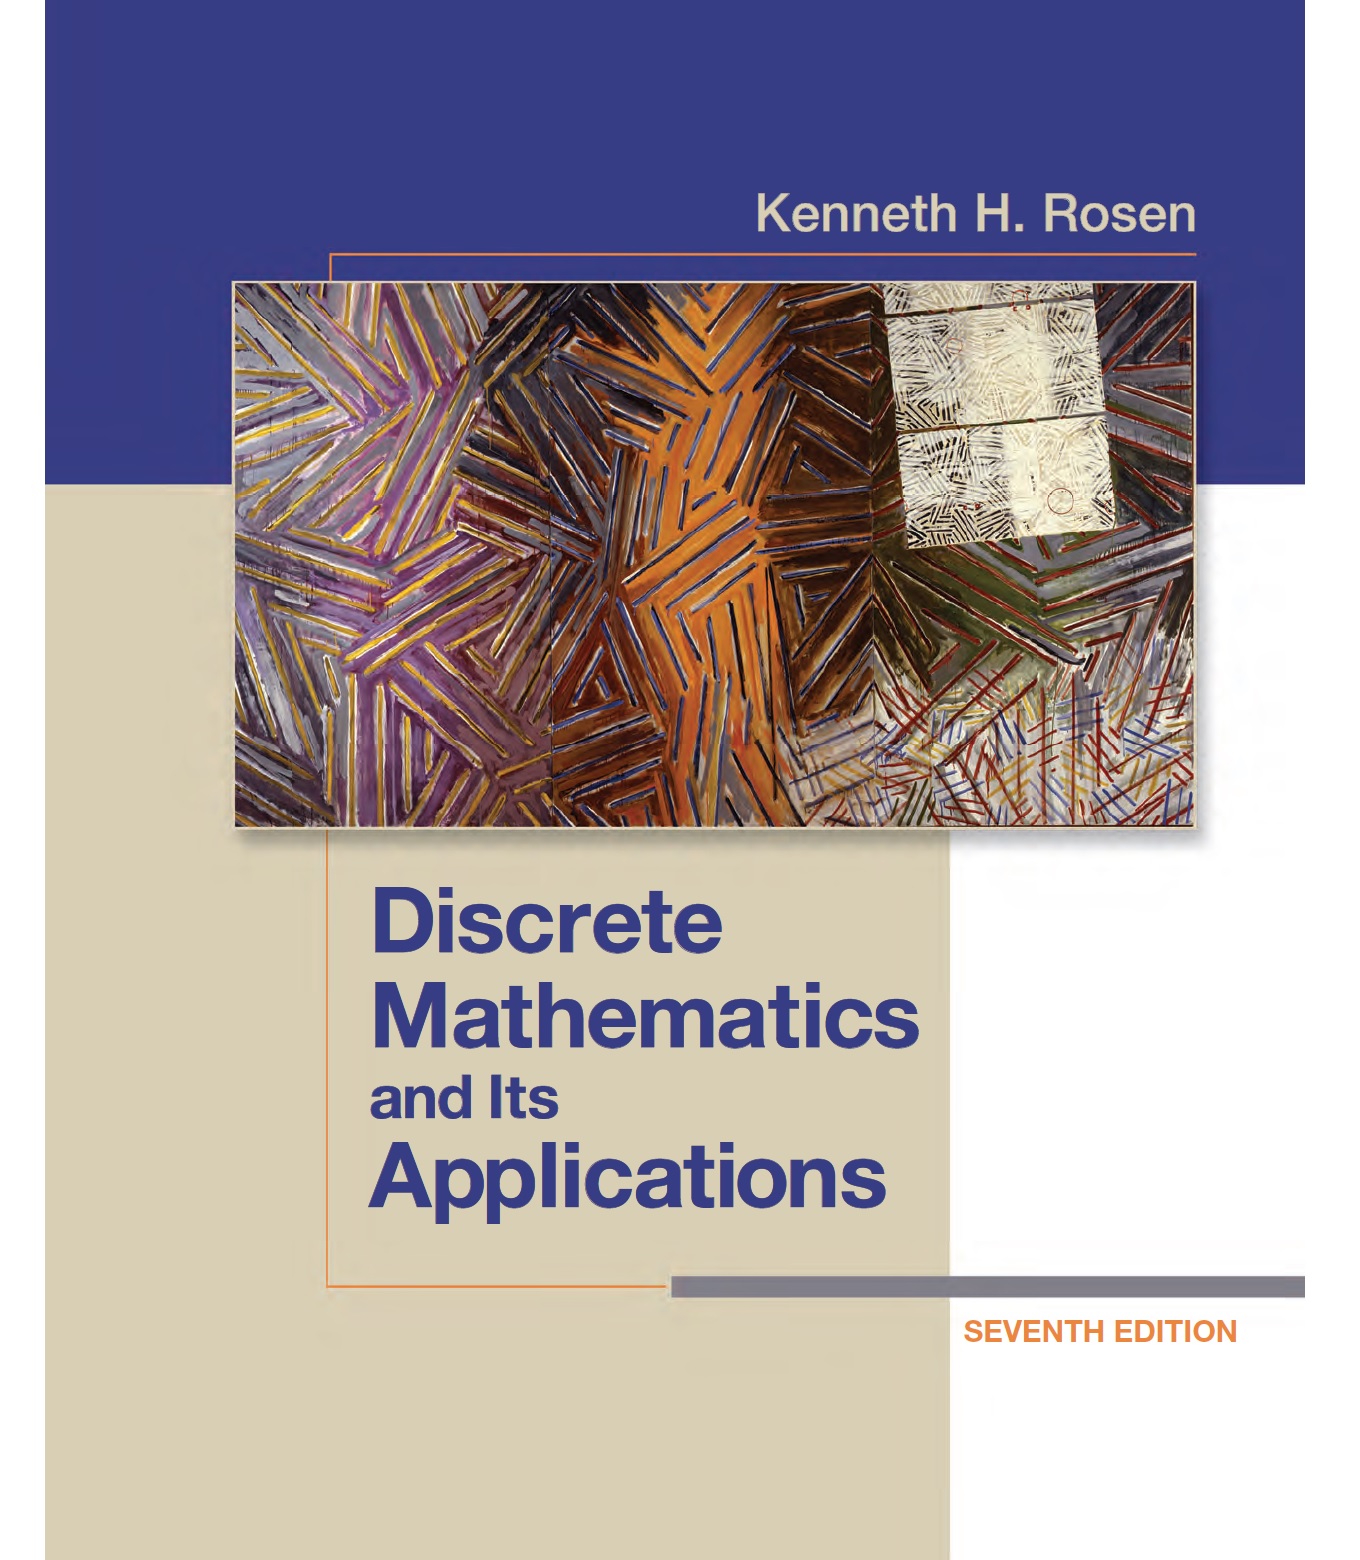 Kenneth H. Rosen
Discrete
Mathematics
and Its
Applications
SEVENTH EDITION